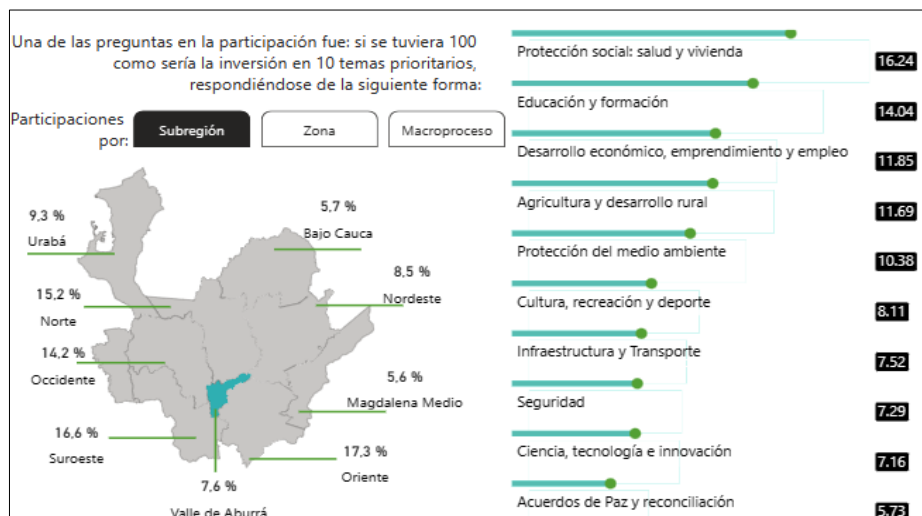 Una de las preguntas en la participación fue: si se tuviera 100
como sería la inversión en 10 temas prioritarios,
respondiéndose de la siguiente forma:
Participaciones
por:
Subregión
Zona
Macroproceso
9,3 %
Urabá
5,7 %
Bajo Cauca
8,5 %
Nordeste
15,2 %
Norte
14,2 %
Occidente
5,6 %
Magdalena Medio
16,6 %
Suroeste
17,3 %
Oriente
7,6 %
Valle de Aburrá
Protección social: salud y vivienda
16.24
Educación y formación
14.04
Desarrollo económico, emprendimiento y empleo
11.85
Agricultura y desarrollo rural
11.69
Protección del medio ambiente
10.38
Cultura, recreación y deporte
8.11
Infraestructura y Transporte
7.52
Seguridad
7.29
Ciencia, tecnología e innovación
7.16
Acuerdos de Paz y reconciliación
5.73